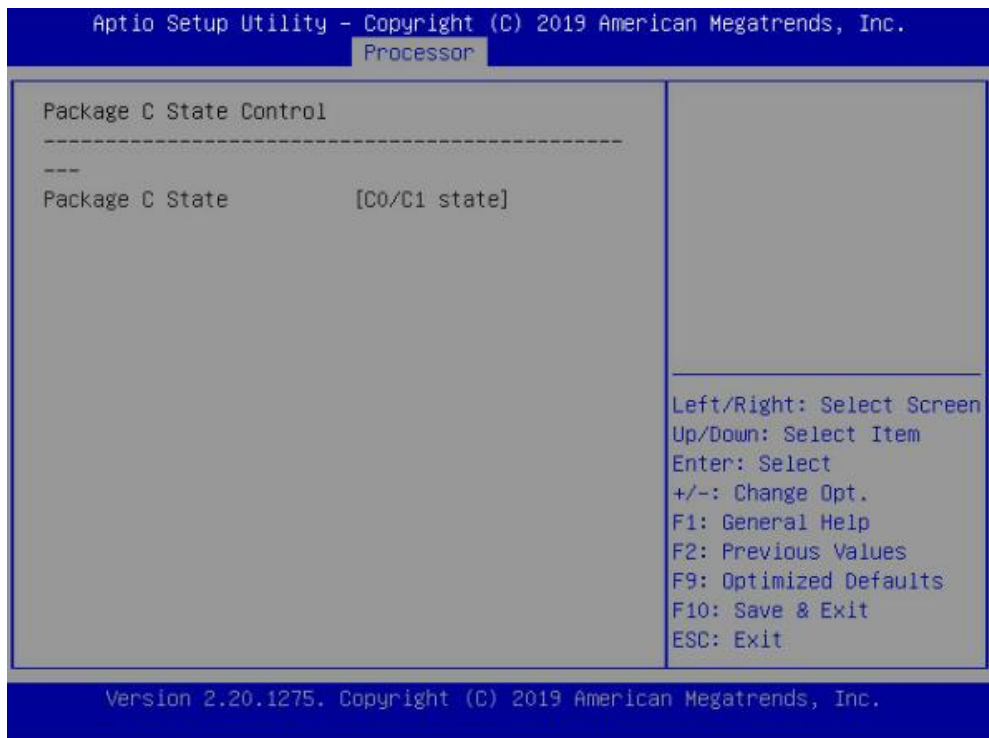 Aptio Setup Utility – Copyright (C) 2019 American Megatrends, Inc.
Processor
Package C State Control
-----------------------------------------------
---
Package C State [C0/C1 state]
Left/Right: Select Screen
Up/Down: Select Item
Enter: Select
+/-: Change Opt.
F1: General Help
F2: Previous Values
F9: Optimized Defaults
F10: Save & Exit
ESC: Exit
Version 2.20.1275. Copyright (C) 2019 American Megatrends, Inc.